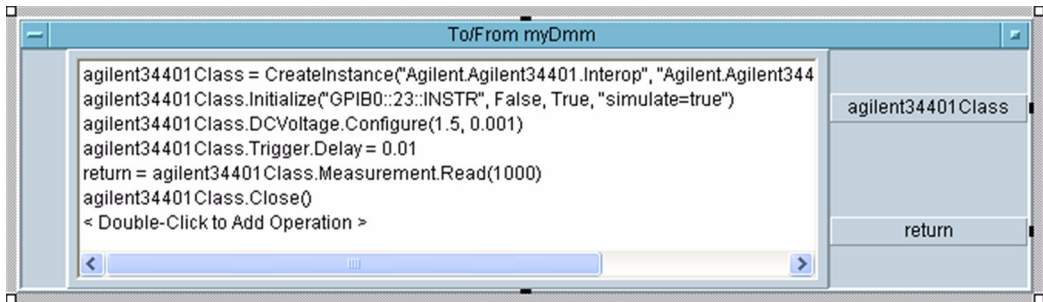 To/From myDmm
agilent34401Class = CreateInstance("Agilent.Agilent34401.Interop", "Agilent.Agilent344
agilent34401Class.Initialize("GPIB0::23::INSTR", False, True, "simulate=true")
agilent34401Class.DCVoltage.Configure(1.5, 0.001)
agilent34401Class.Trigger.Delay = 0.01
return = agilent34401Class.Measurement.Read(1000)
agilent34401Class.Close()
< Double-Click to Add Operation >
agilent34401Class
return